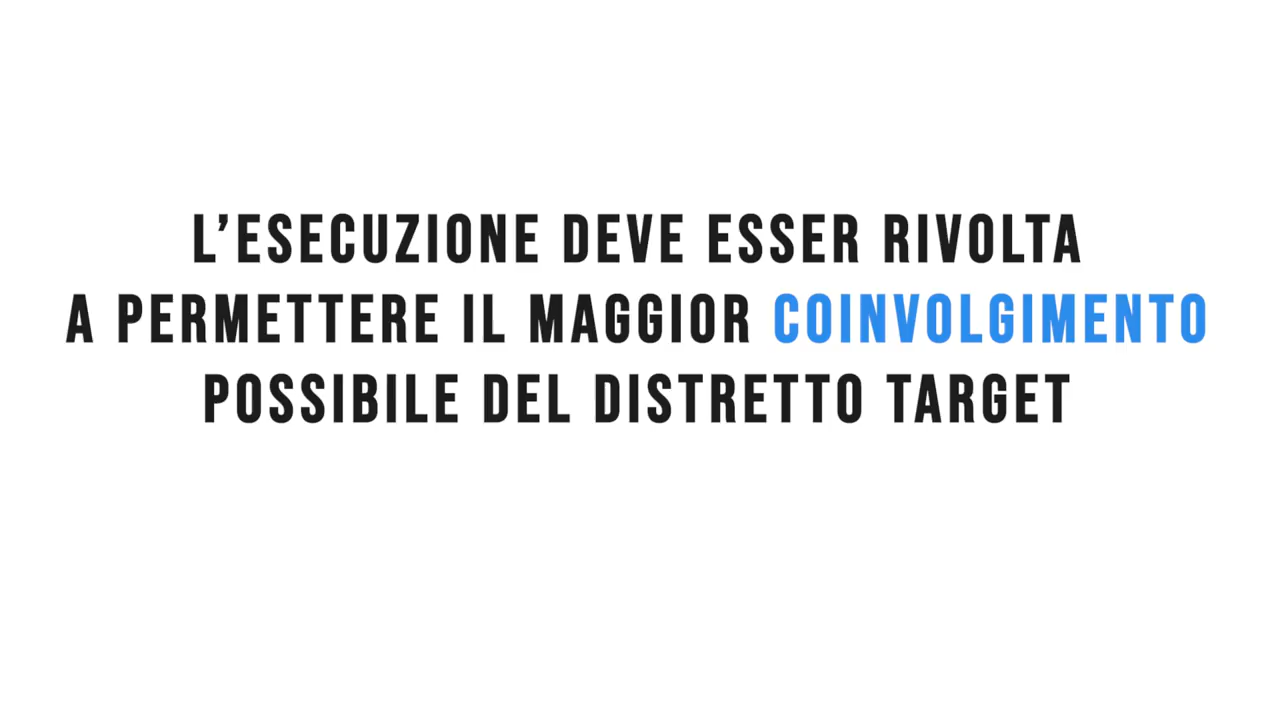 L’ESECUZIONE DEVE ESSER RIVOLTA
A PERMETTERE IL MAGGIOR COINVOLGIMENTO
POSSIBILE DEL DISTRETTO TARGET